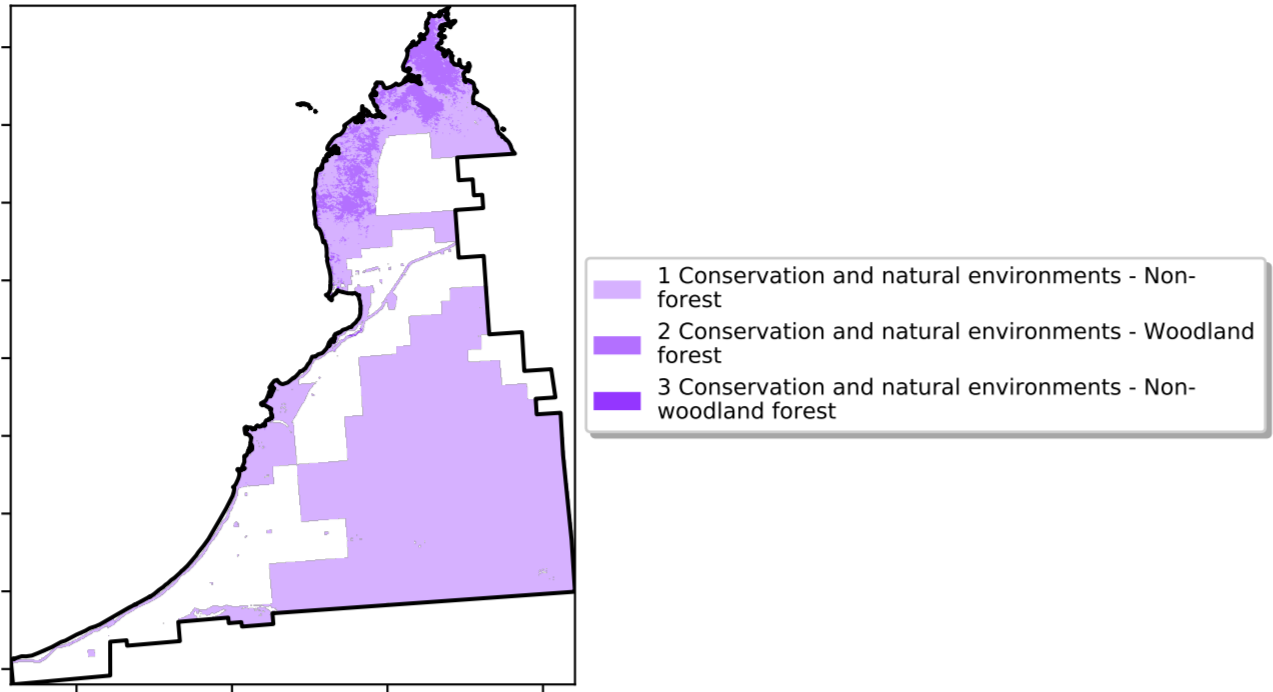 1 Conservation and natural environments - Non-
forest
2 Conservation and natural environments - Woodland
forest
3 Conservation and natural environments - Non-
woodland forest